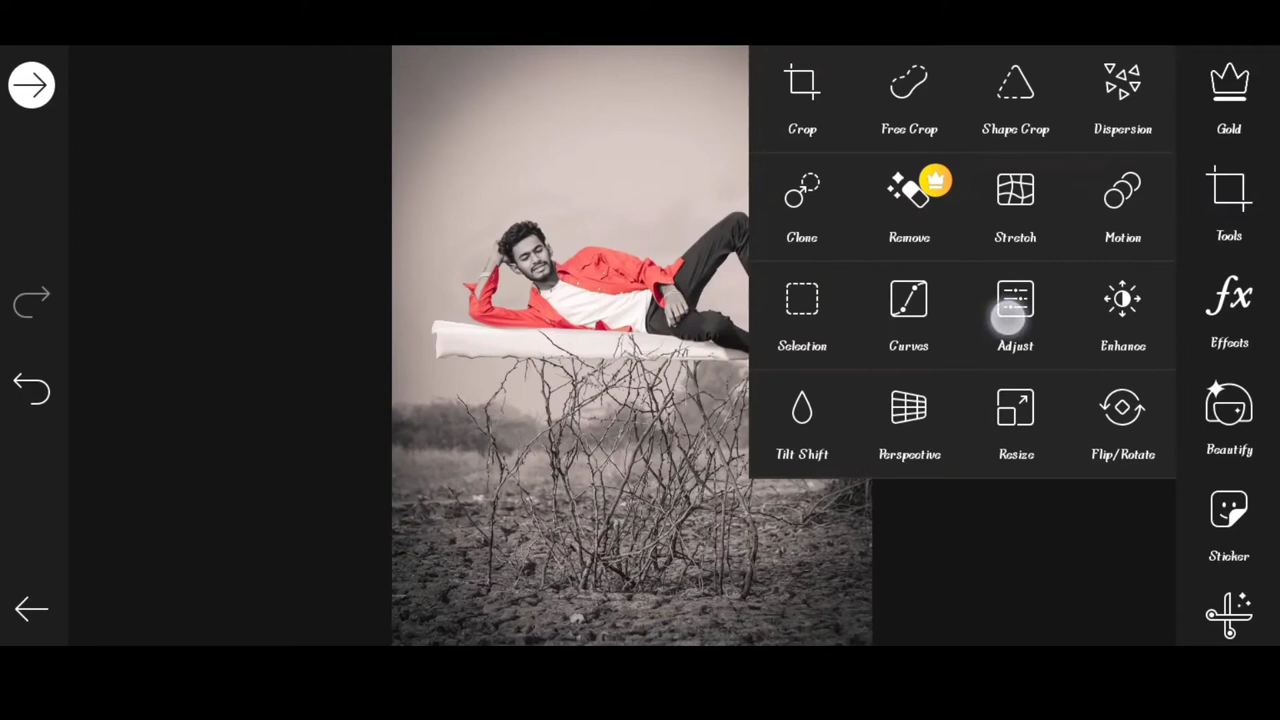 Crop Free Crop Shape Crop Dispersion Gold
Clone Remove Stretch Motion Tools
Selection Curves Adjust Enhance Effects
Tilt Shift Perspective Resize Flip/Rotate Beautify
Sticker